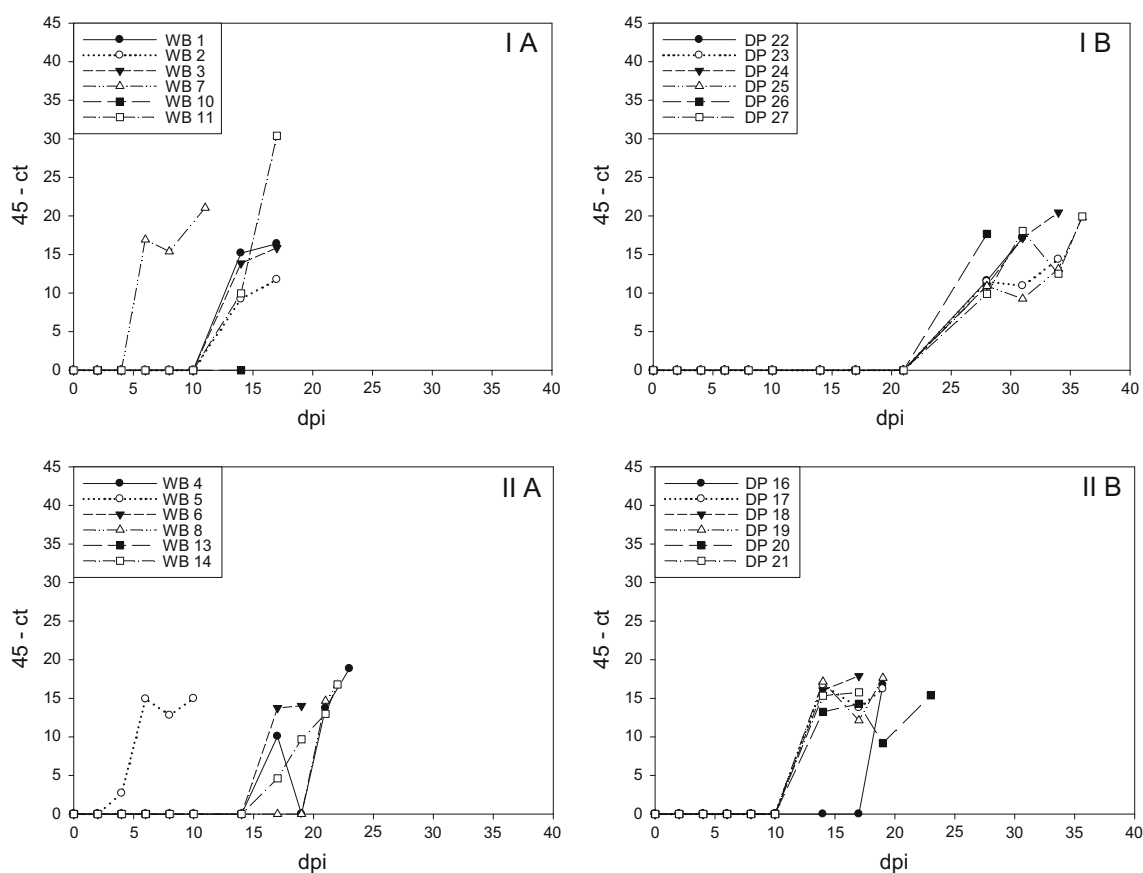 I A
WB 1
WB 2
WB 3
WB 7
WB 10
WB 11
45 - ct
45
40
35
30
25
20
15
10
5
0
0 5 10 15 20 25 30 35 40
dpi
I B
DP 22
DP 23
DP 24
DP 25
DP 26
DP 27
45 - ct
45
40
35
30
25
20
15
10
5
0
0 5 10 15 20 25 30 35 40
dpi
II A
WB 4
WB 5
WB 6
WB 8
WB 13
WB 14
45 - ct
45
40
35
30
25
20
15
10
5
0
0 5 10 15 20 25 30 35 40
dpi
II B
DP 16
DP 17
DP 18
DP 19
DP 20
DP 21
45 - ct
45
40
35
30
25
20
15
10
5
0
0 5 10 15 20 25 30 35 40
dpi